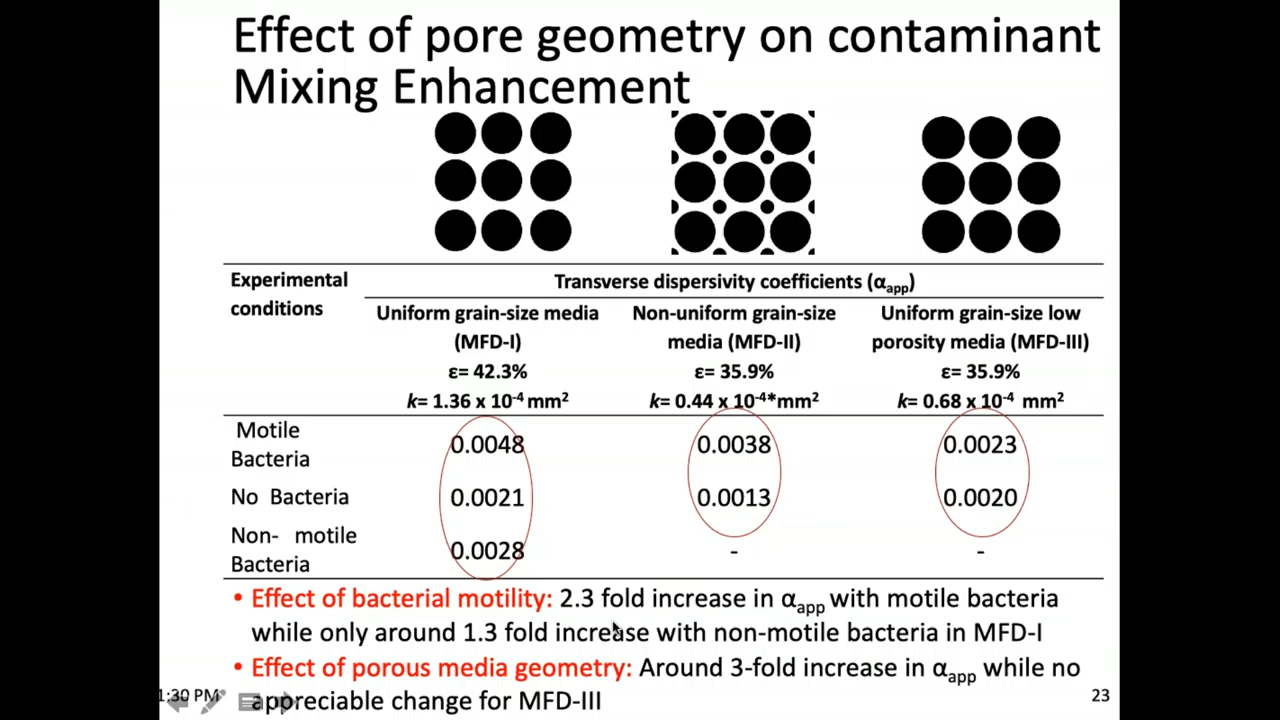 Effect of pore geometry on contaminant
Mixing Enhancement
Experimental
conditions
Transverse dispersivity coefficients (αapp)
Uniform grain-size media
(MFD-I)
ε= 42.3%
k= 1.36 x 10-4 mm2
Non-uniform grain-size
media (MFD-II)
ε= 35.9%
k= 0.44 x 10-4*mm2
Uniform grain-size low
porosity media (MFD-III)
ε= 35.9%
k= 0.68 x 10-4 mm2
Motile
Bacteria
0.0048
0.0038
0.0023
No Bacteria
0.0021
0.0013
0.0020
Non- motile
Bacteria
0.0028
-
-
• Effect of bacterial motility: 2.3 fold increase in αapp with motile bacteria
while only around 1.3 fold increase with non-motile bacteria in MFD-I
• Effect of porous media geometry: Around 3-fold increase in αapp while no
appreciable change for MFD-III
1:30 PM
23